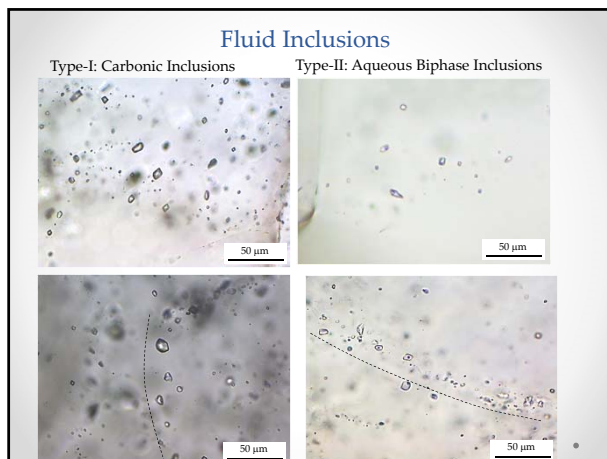 Fluid Inclusions
Type-I: Carbonic Inclusions
Type-II: Aqueous Biphase Inclusions
50 µm
50 µm
50 µm
50 µm